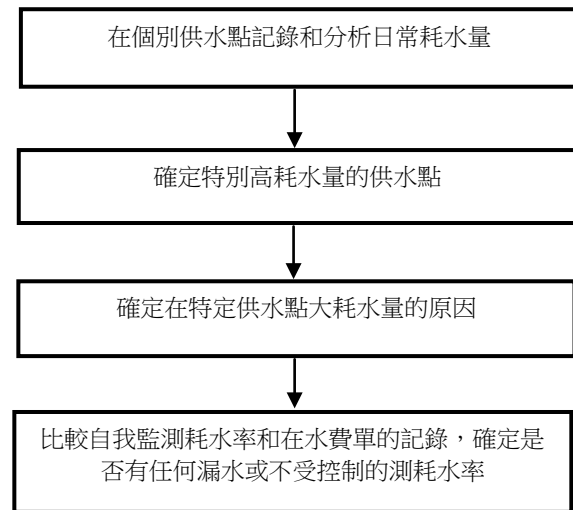 在個別供水點記錄和分析日常耗水量
確定特別高耗水量的供水點
確定在特定供水點大耗水量的原因
比較自我監測耗水率和在水費單的記錄，確定是
否有任何漏水或不受控制的測耗水率